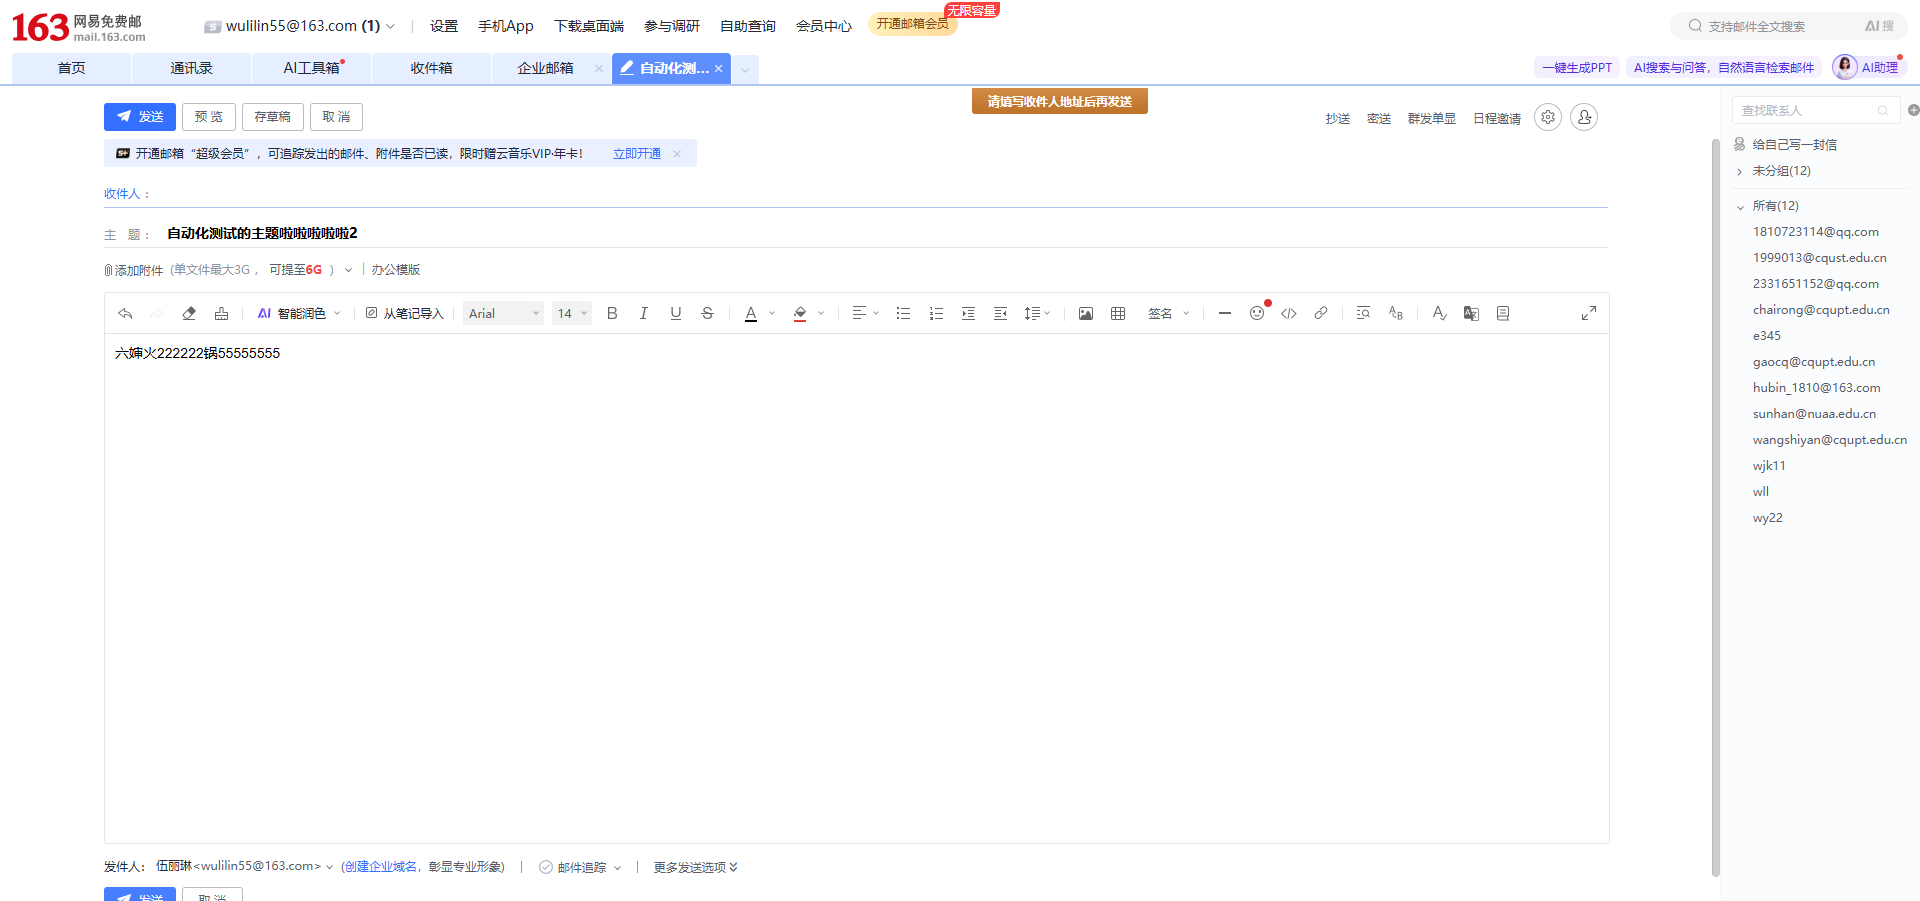 163 网易免费邮 mail.163.com
wulilin55@163.com (1)
设置 手机App 下载桌面端 参与调研 自助查询 会员中心 开通邮箱会员 无限容量
支持邮件全文搜索 AI搜
首页 通讯录 AI工具箱 收件箱 企业邮箱 自动化测...
一键生成PPT AI搜索与问答，自然语言检索邮件 AI助理
请填写收件人地址后再发送
发送 预 览 存草稿 取 消
抄送 密送 群发单显 日程邀请
开通邮箱“超级会员”，可追踪发出的邮件、附件是否已读，限时赠云音乐VIP·年卡！ 立即开通
收件人：
主 题： 自动化测试的主题啦啦啦啦啦2
添加附件 (单文件最大3G， 可提至6G ) 办公模版
AI 智能润色 从笔记导入 Arial 14 B I U S A 签名
六婶火222222锅55555555
发件人： 伍丽琳<wulilin55@163.com> (创建企业域名，彰显专业形象) 邮件追踪 更多发送选项
发送 取 消
查找联系人
给自己写一封信
未分组(12)
所有(12)
1810723114@qq.com
1999013@cqust.edu.cn
2331651152@qq.com
chairong@cqupt.edu.cn
e345
gaocq@cqupt.edu.cn
hubin_1810@163.com
sunhan@nuaa.edu.cn
wangshiyan@cqupt.edu.cn
wjk11
wll
wy22